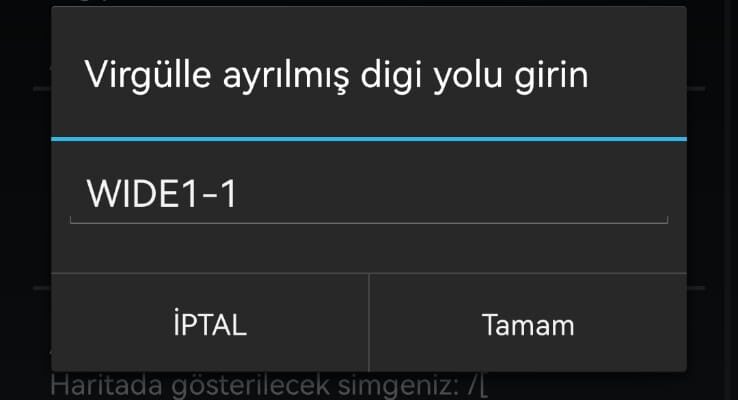 Virgülle ayrılmış digi yolu girin
WIDE1-1
İPTAL
Tamam
Haritada gösterilecek simgeniz: /[